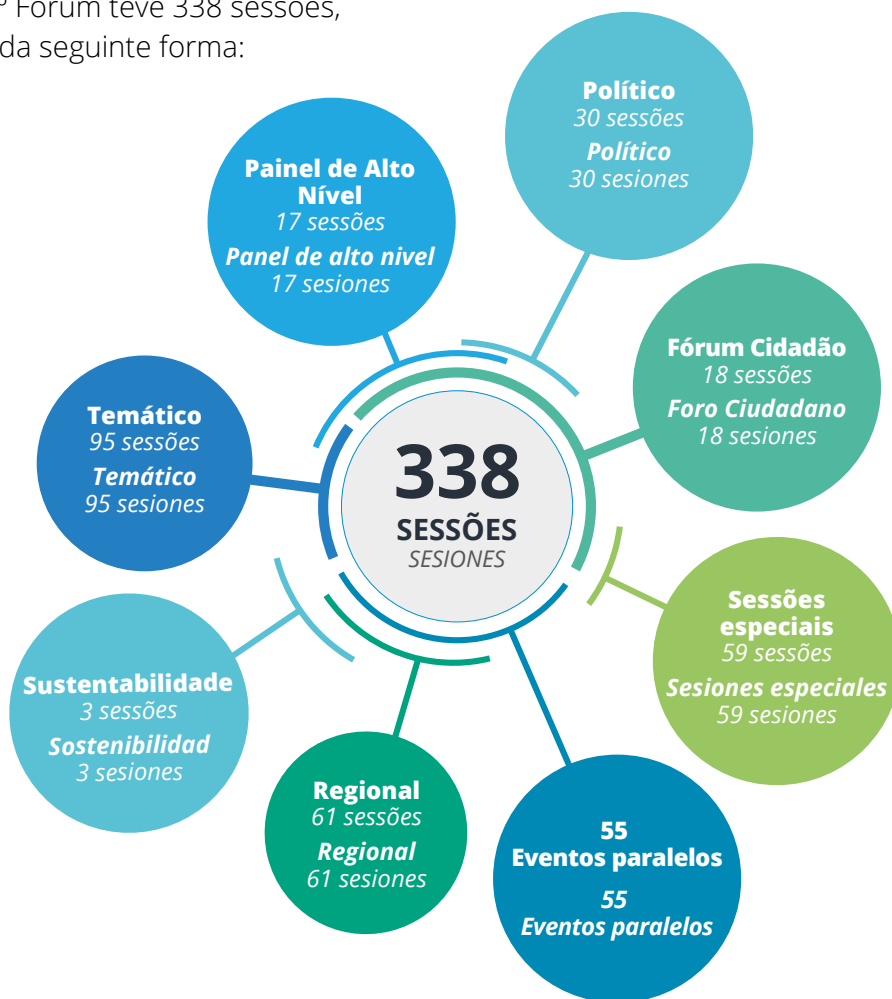 º Fórum teve 338 sessões,
da seguinte forma:
Político
30 sessões
Político
30 sesiones
Painel de Alto
Nível
17 sessões
Panel de alto nivel
17 sesiones
Fórum Cidadão
18 sessões
Foro Ciudadano
18 sesiones
Temático
95 sessões
Temático
95 sesiones
338
SESSÕES
SESIONES
Sessões
especiais
59 sessões
Sesiones especiales
59 sesiones
Sustentabilidade
3 sessões
Sostenibilidad
3 sesiones
Regional
61 sessões
Regional
61 sesiones
55
Eventos paralelos
55
Eventos paralelos